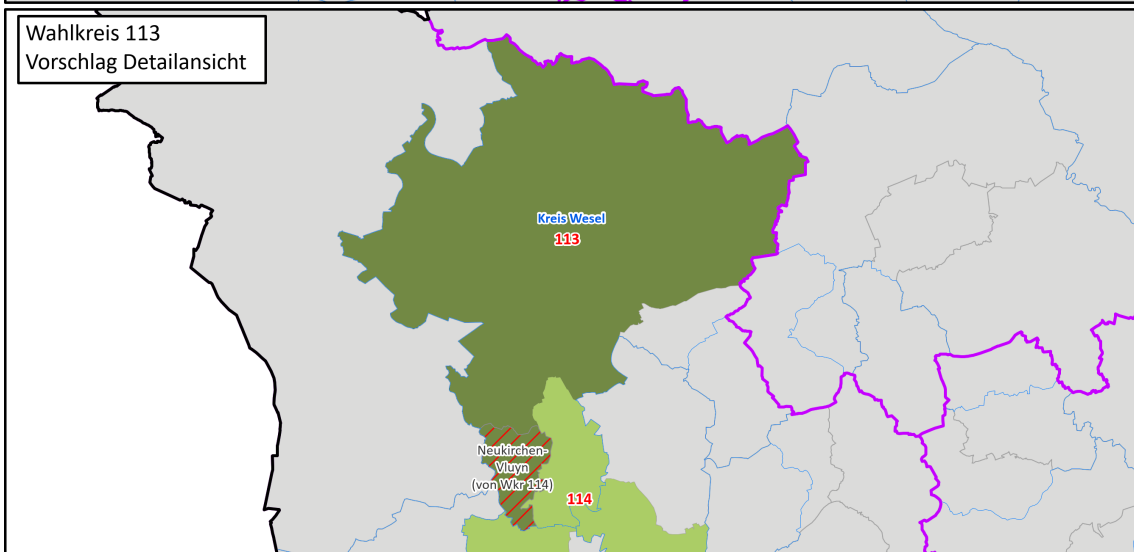 Wahlkreis 113
Vorschlag Detailansicht
Kreis Wesel
113
Neukirchen-
Vluyn
(von Wkr 114)
114